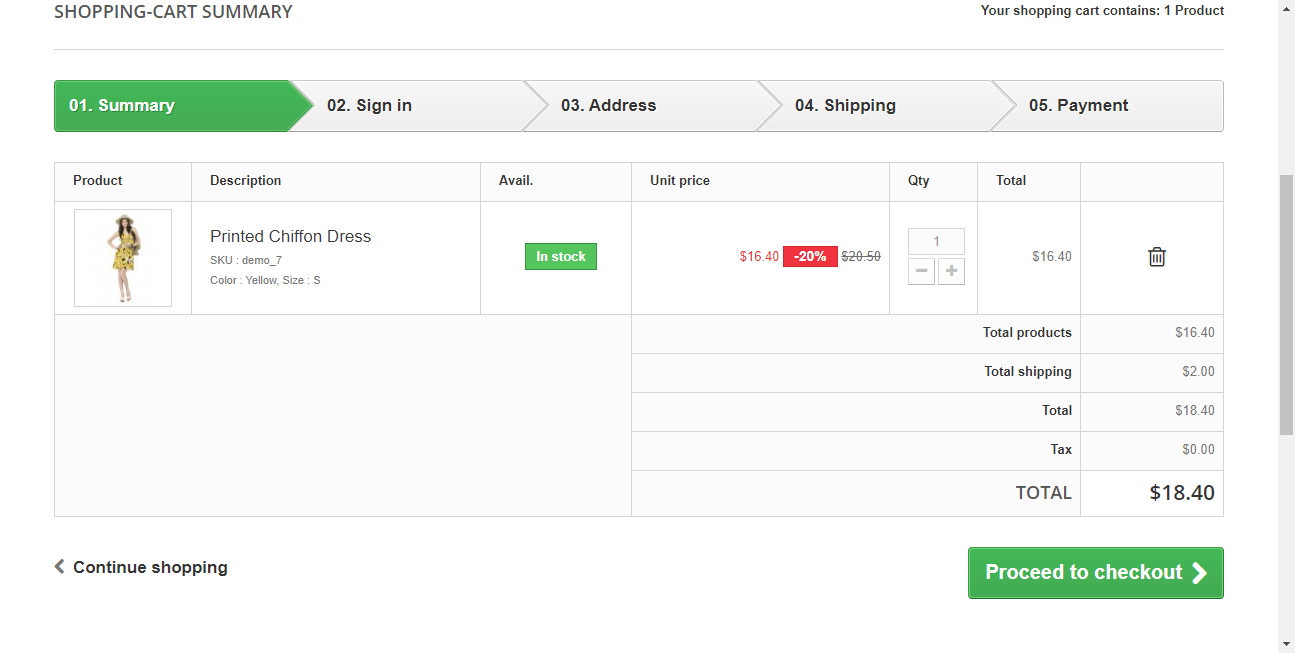 SHOPPING-CART SUMMARY
Your shopping cart contains: 1 Product
01. Summary
02. Sign in
03. Address
04. Shipping
05. Payment
Product
Description
Avail.
Unit price
Qty
Total
Printed Chiffon Dress
SKU : demo_7
Color : Yellow, Size : S
In stock
$16.40 -20% $20.50
1
$16.40
Total products $16.40
Total shipping $2.00
Total $18.40
Tax $0.00
TOTAL $18.40
Continue shopping
Proceed to checkout